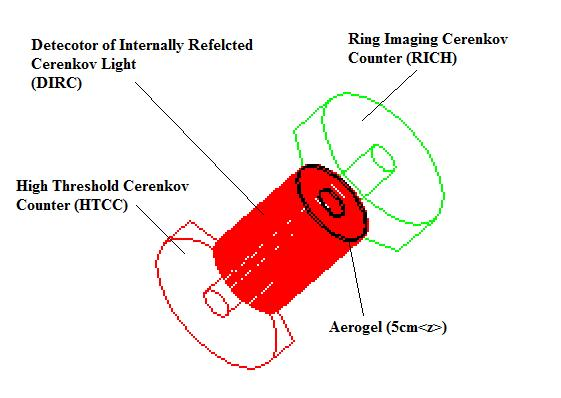 Detecotor of Internally Refelcted
Cerenkov Light
(DIRC)
Ring Imaging Cerenkov
Counter (RICH)
High Threshold Cerenkov
Counter (HTCC)
Aerogel (5cm<z>)